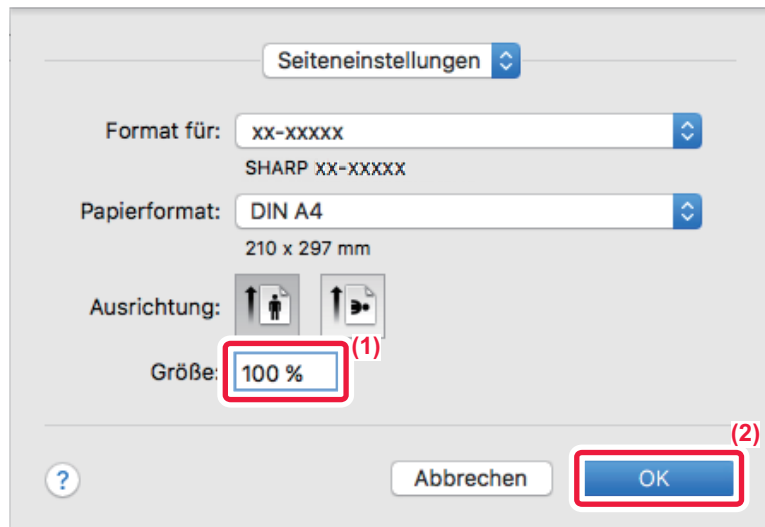 Seiteneinstellungen
Format für: xx-xxxxx
SHARP xx-xxxxx
Papierformat: DIN A4
210 x 297 mm
Ausrichtung:
(1)
Größe: 100 %
(2)
? Abbrechen OK